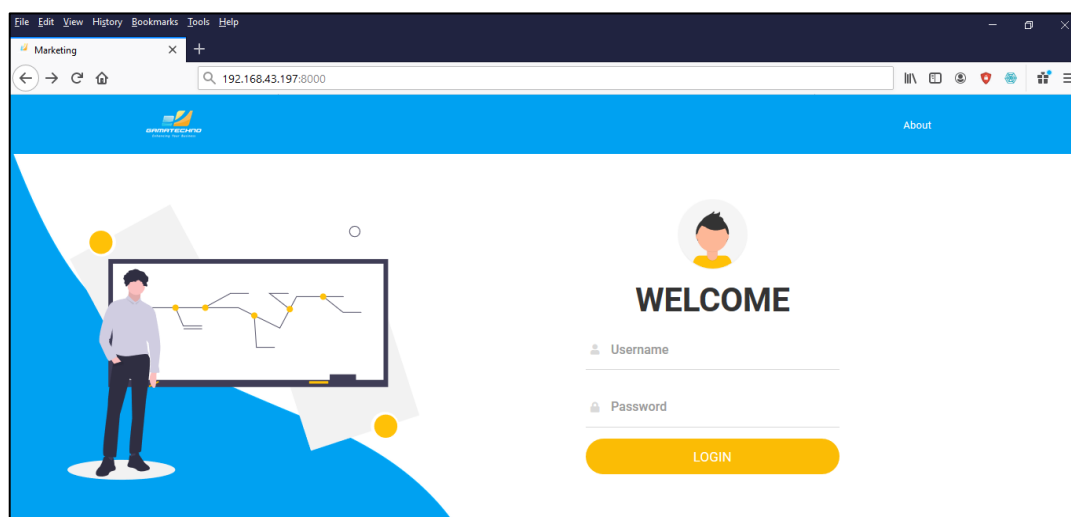 File Edit View History Bookmarks Tools Help
Marketing
192.168.43.197:8000
GAMATECHNO
About
WELCOME
Username
Password
LOGIN